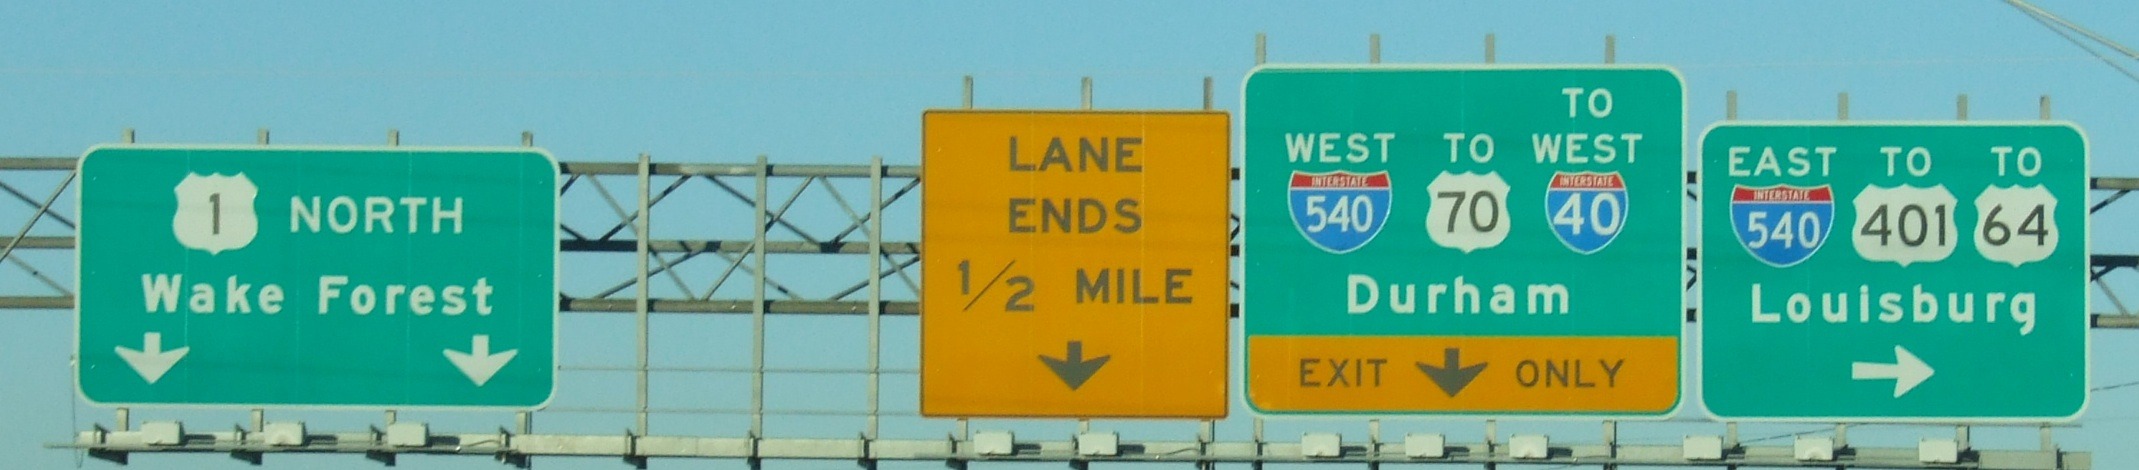 1 NORTH
Wake Forest
LANE
ENDS
1/2 MILE
TO
WEST TO WEST
INTERSTATE INTERSTATE
540 70 40
Durham
EXIT ONLY
EAST TO TO
INTERSTATE
540 401 64
Louisburg